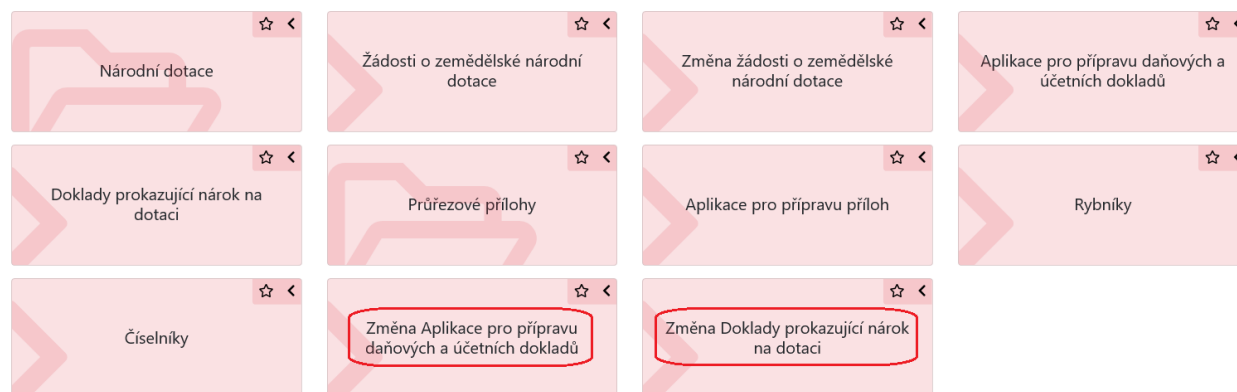 Národní dotace
Žádosti o zemědělské národní
dotace
Změna žádosti o zemědělské
národní dotace
Aplikace pro přípravu daňových a
účetních dokladů
Doklady prokazující nárok na
dotaci
Průřezové přílohy
Aplikace pro přípravu příloh
Rybníky
Číselníky
Změna Aplikace pro přípravu
daňových a účetních dokladů
Změna Doklady prokazující nárok
na dotaci